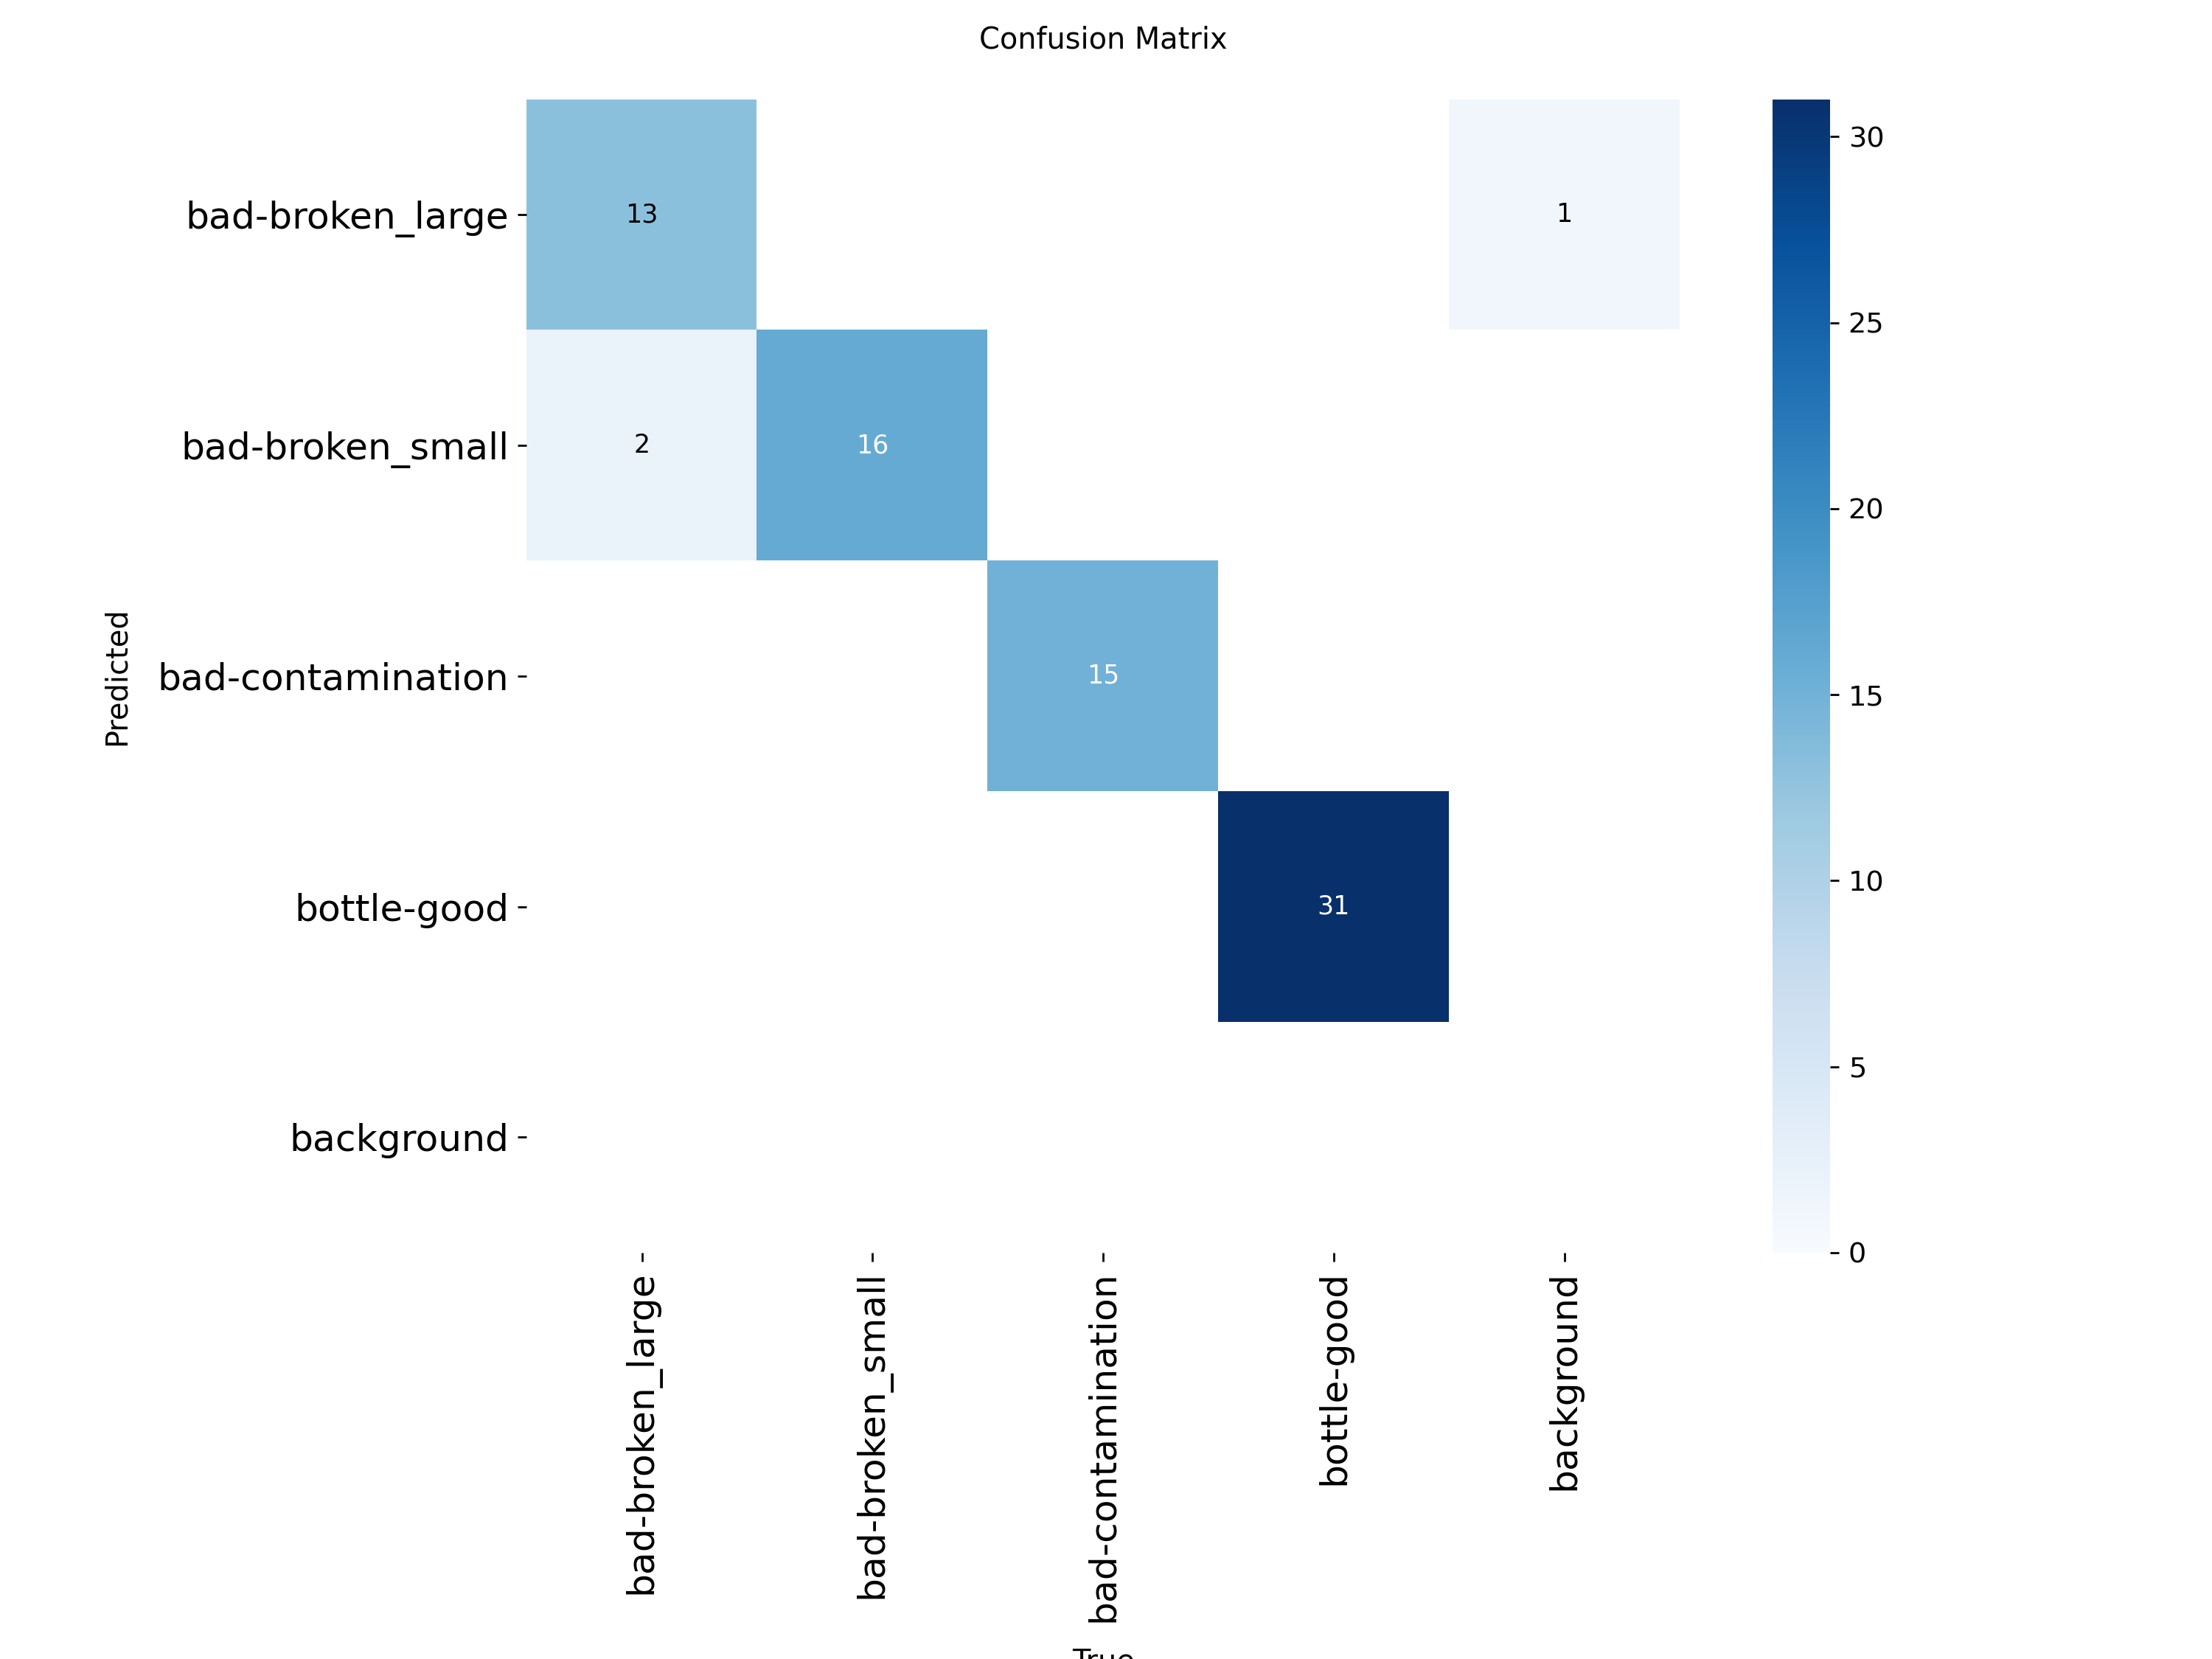 Confusion Matrix
bad-broken_large
13
1
bad-broken_small
2
16
bad-contamination
15
bottle-good
31
background
Predicted
bad-broken_large
bad-broken_small
bad-contamination
bottle-good
background
True
30
25
20
15
10
5
0